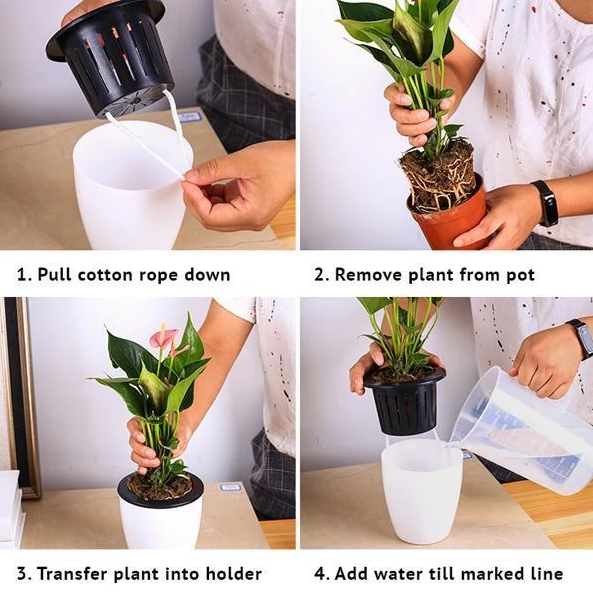 1. Pull cotton rope down
2. Remove plant from pot
3. Transfer plant into holder
4. Add water till marked line